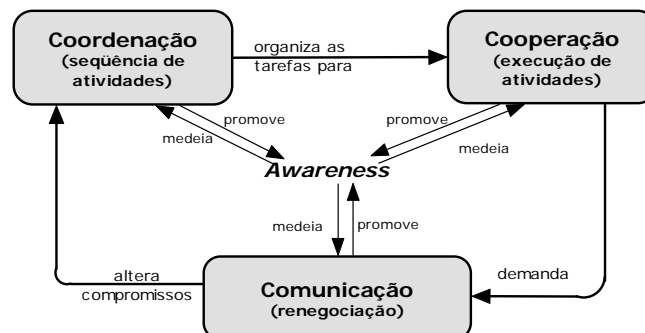 Coordenação
(seqüência de
atividades)
organiza as
tarefas para
Cooperação
(execução de
atividades)
promove
medeia
promove
medeia
Awareness
medeia
promove
altera
compromissos
Comunicação
(renegociação)
demanda